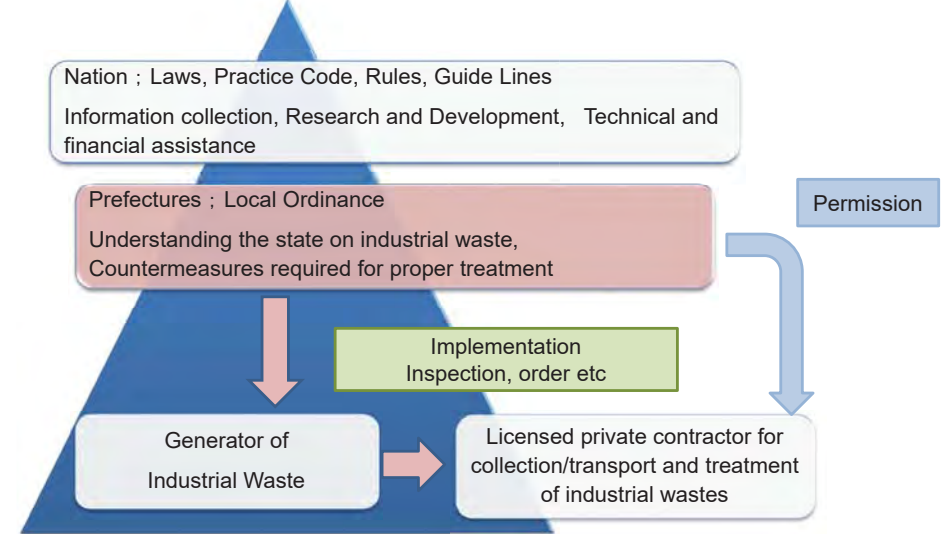 Nation ; Laws, Practice Code, Rules, Guide Lines
Information collection, Research and Development, Technical and
financial assistance
Prefectures ; Local Ordinance
Understanding the state on industrial waste,
Countermeasures required for proper treatment
Permission
Implementation
Inspection, order etc
Generator of
Industrial Waste
Licensed private contractor for
collection/transport and treatment
of industrial wastes